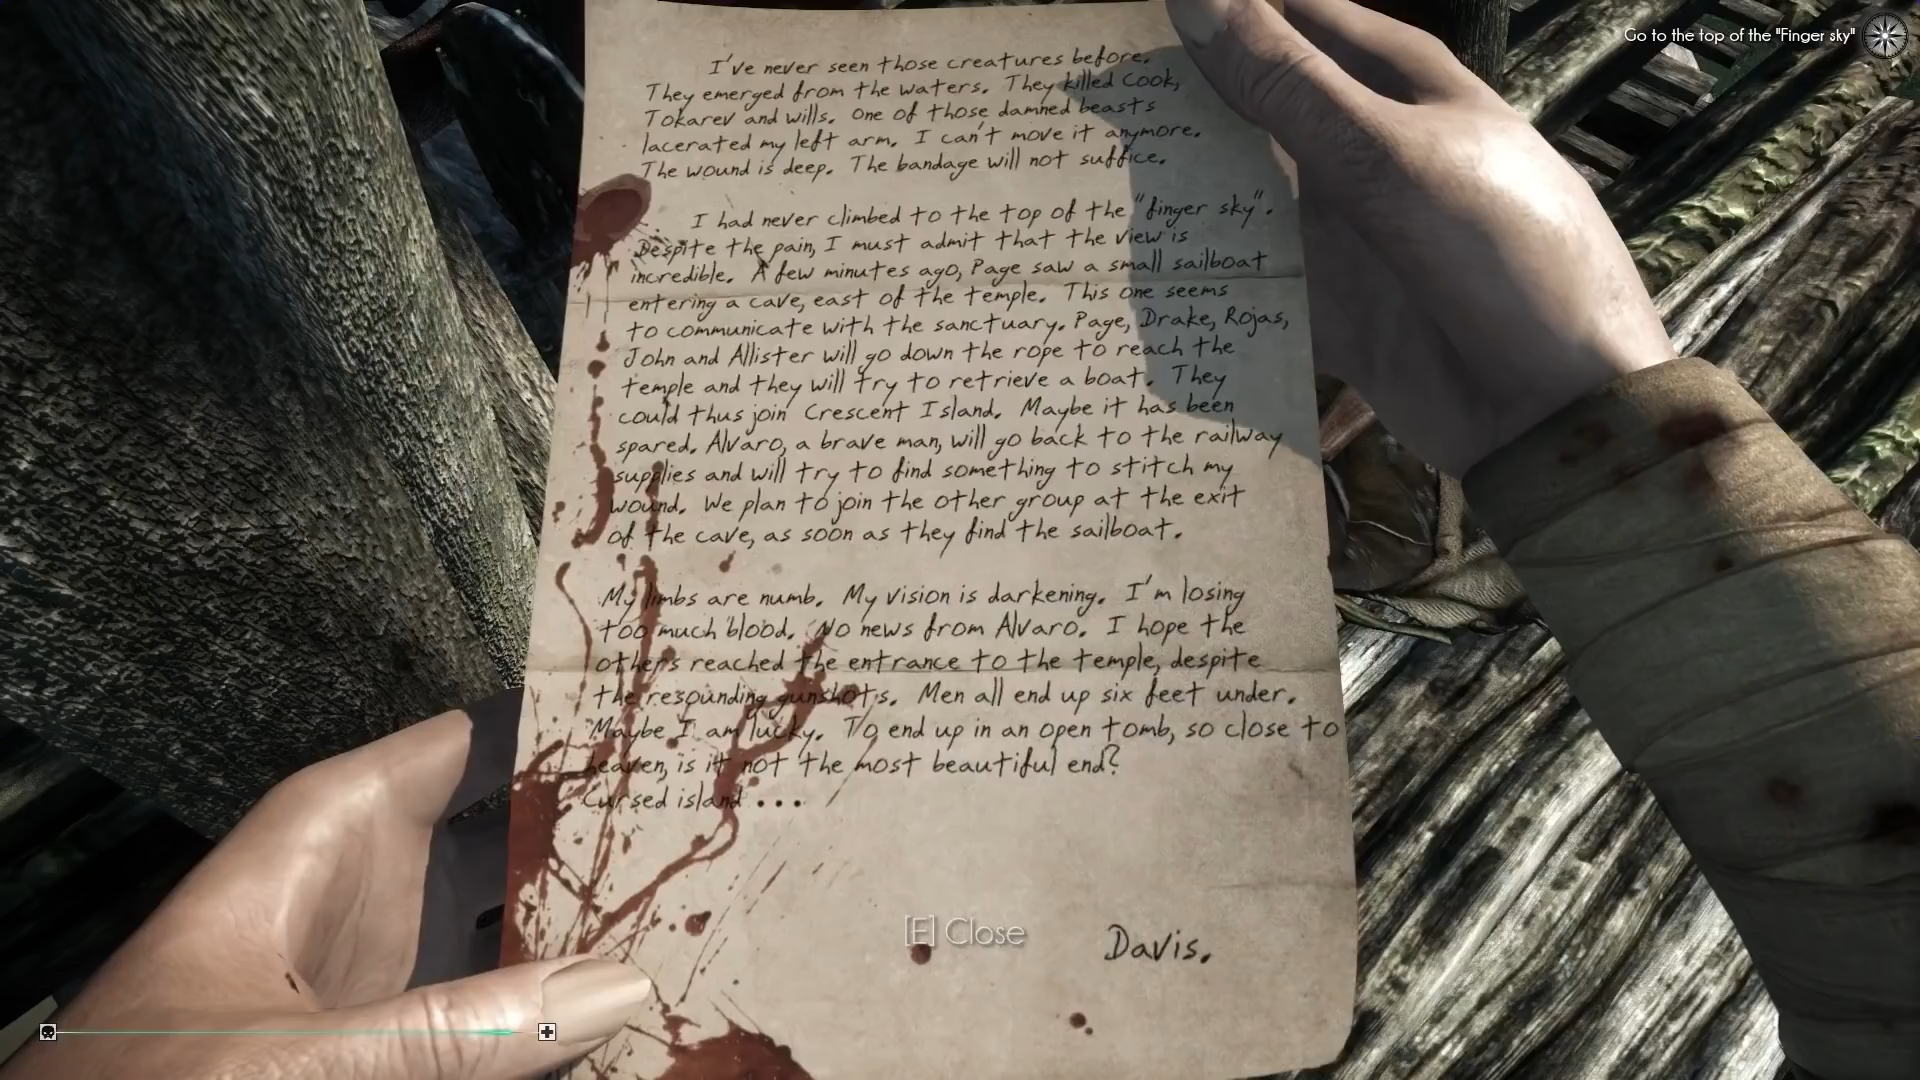 Go to the top of the "Finger sky"
I've never seen those creatures before.
They emerged from the waters. They killed Cook,
Tokarev and wills. One of those damned beasts
lacerated my left arm. I can't move it anymore.
The wound is deep. The bandage will not suffice.
I had never climbed to the top of the "finger sky".
Despite the pain, I must admit that the view is
incredible. A few minutes ago, Page saw a small sailboat
entering a cave, east of the temple. This one seems
to communicate with the sanctuary. Page, Drake, Rojas,
John and Allister will go down the rope to reach the
temple and they will try to retrieve a boat. They
could thus join Crescent Island. Maybe it has been
spared. Alvaro, a brave man, will go back to the railway
supplies and will try to find something to stitch my
wound. We plan to join the other group at the exit
of the cave, as soon as they find the sailboat.
My limbs are numb. My vision is darkening. I'm losing
too much blood. No news from Alvaro. I hope the
others reached the entrance to the temple, despite
the resounding gunshots. Men all end up six feet under.
Maybe I am lucky. To end up in an open tomb, so close to
heaven, is it not the most beautiful end?
Cursed island ...
[E] Close
Davis.